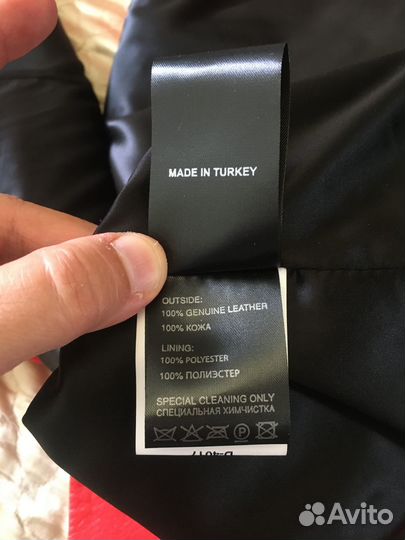 MADE IN TURKEY
OUTSIDE:
100% GENUINE LEATHER
100% КОЖА
LINING:
100% POLYESTER
100% ПОЛИЭСТЕР
SPECIAL CLEANING ONLY
СПЕЦИАЛЬНАЯ ХИМЧИСТКА
P
Avito